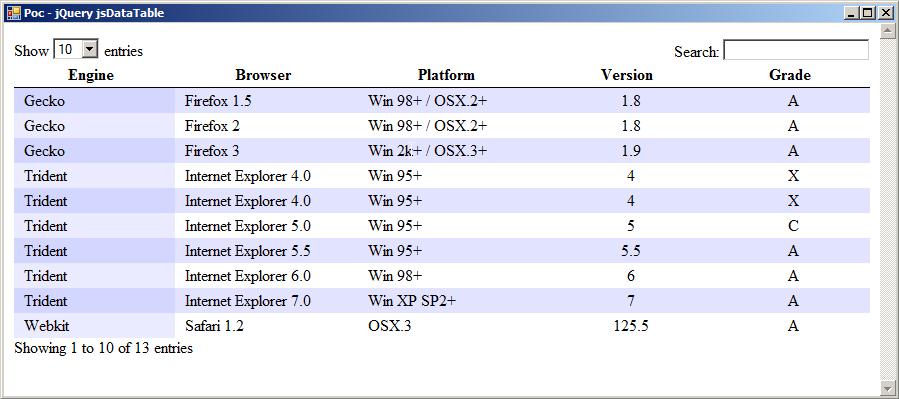 Poc - jQuery jsDataTable
Show 10 entries Search:
Engine Browser Platform Version Grade
Gecko Firefox 1.5 Win 98+ / OSX.2+ 1.8 A
Gecko Firefox 2 Win 98+ / OSX.2+ 1.8 A
Gecko Firefox 3 Win 2k+ / OSX.3+ 1.9 A
Trident Internet Explorer 4.0 Win 95+ 4 X
Trident Internet Explorer 4.0 Win 95+ 4 X
Trident Internet Explorer 5.0 Win 95+ 5 C
Trident Internet Explorer 5.5 Win 95+ 5.5 A
Trident Internet Explorer 6.0 Win 98+ 6 A
Trident Internet Explorer 7.0 Win XP SP2+ 7 A
Webkit Safari 1.2 OSX.3 125.5 A
Showing 1 to 10 of 13 entries